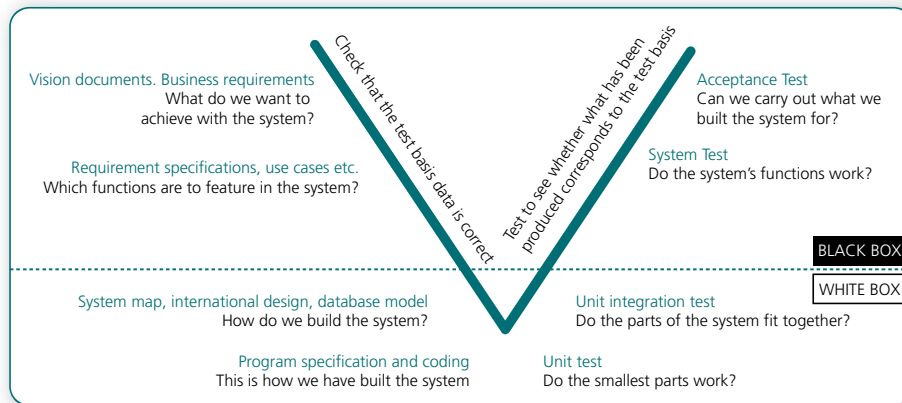 Check that the test basis data is correct
Test to see whether what has been
produced corresponds to the test basis
Vision documents. Business requirements
What do we want to
achieve with the system?
Requirement specifications, use cases etc.
Which functions are to feature in the system?
Acceptance Test
Can we carry out what we
built the system for?
System Test
Do the system's functions work?
BLACK BOX
WHITE BOX
System map, international design, database model
How do we build the system?
Program specification and coding
This is how we have built the system
Unit integration test
Do the parts of the system fit together?
Unit test
Do the smallest parts work?